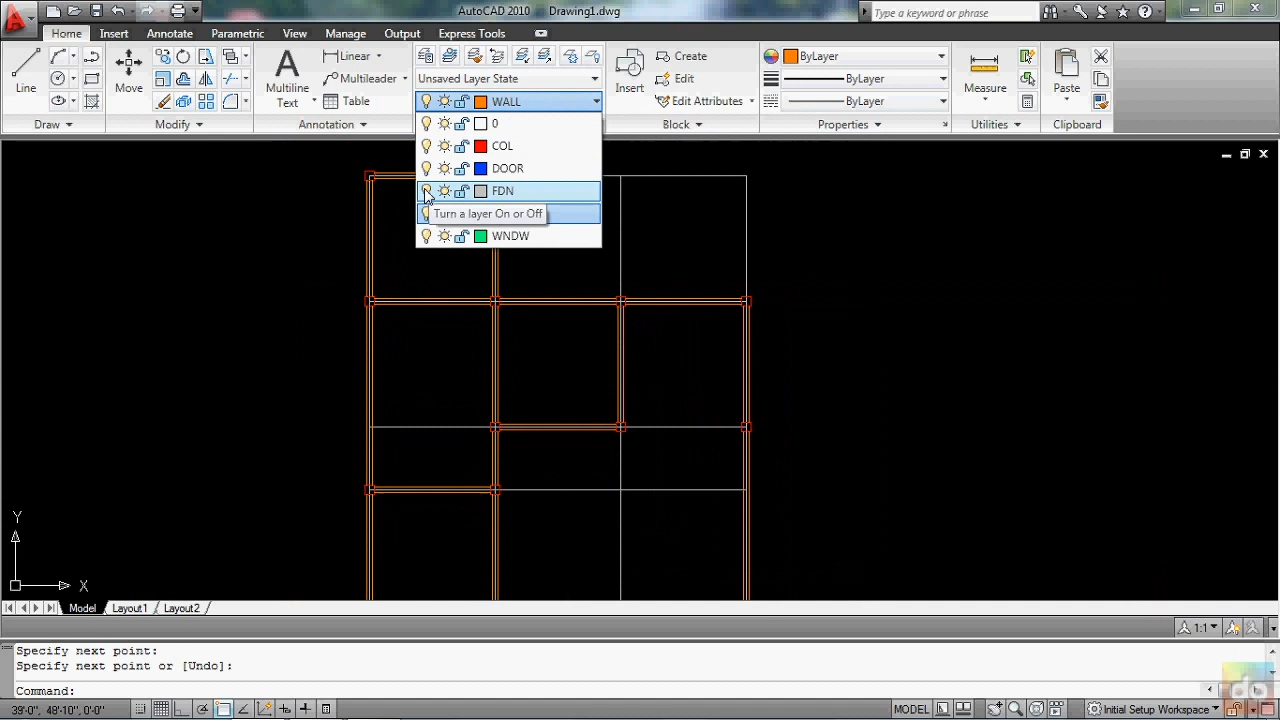 AutoCAD 2010 Drawing1.dwg
Type a keyword or phrase
Home Insert Annotate Parametric View Manage Output Express Tools
Line
Move
Multiline
Text
Linear
Multileader
Table
Unsaved Layer State
WALL
0
COL
DOOR
FDN
Turn a layer On or Off
WNDW
Insert
Create
Edit
Edit Attributes
ByLayer
ByLayer
ByLayer
Measure
Paste
Draw Modify Annotation Block Properties Utilities Clipboard
Y
X
Model Layout1 Layout2
1:1
Specify next point:
Specify next point or [Undo]:
Command:
39'-0", 48'-10", 0'-0"
MODEL
Initial Setup Workspace